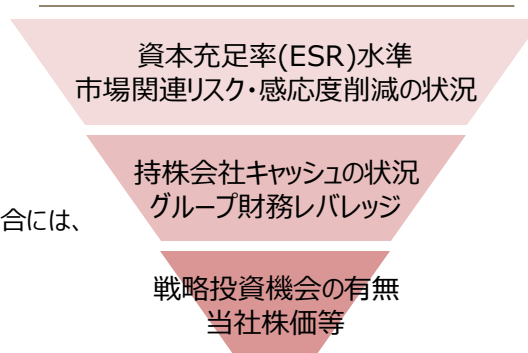 資本充足率(ESR)水準
市場関連リスク・感応度削減の状況
持株会社キャッシュの状況
グループ財務レバレッジ
合には、
戦略投資機会の有無
当社株価等